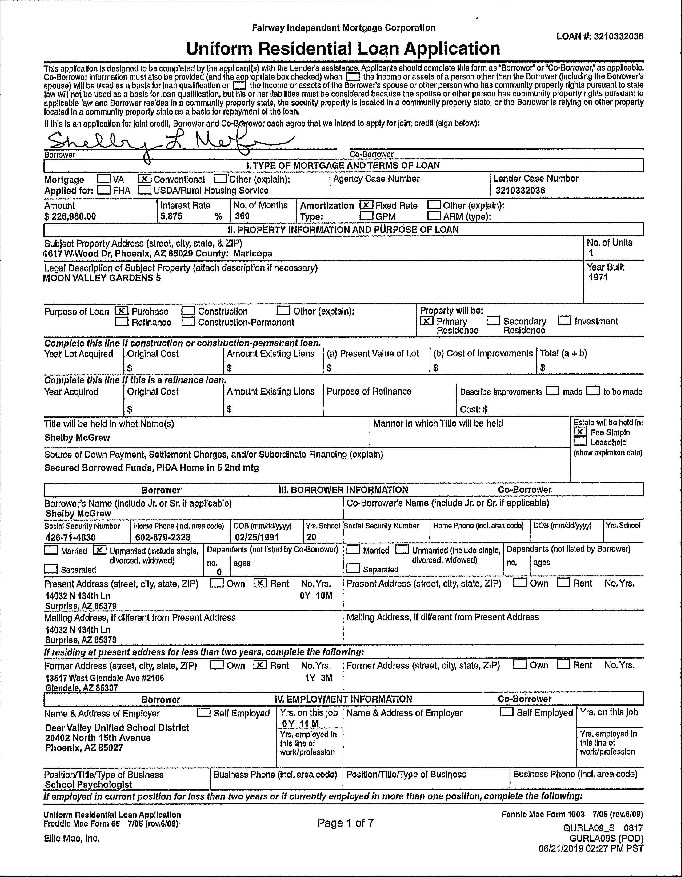 Fairway Independent Mortgage Corporation
LOAN #: 3210332036
Uniform Residential Loan Application
This application is designed to be completed by the applicant(s) with the Lender's assistance. Applicants should complete this form as "Borrower" or "Co-Borrower," as applicable.
Co-Borrower information must also be provided (and the appropriate box checked) when the income or assets of a person other than the Borrower (including the Borrower's
spouse) will be used as a basis for loan qualification or the income or assets of the Borrower's spouse or other person who has community property rights pursuant to state
law will not be used as a basis for loan qualification, but his or her liabilities must be considered because the spouse or other person has community property rights pursuant to
applicable law and Borrower resides in a community property state, the security property is located in a community property state, or the Borrower is relying on other property
located in a community property state as a basis for repayment of the loan.
If this is an application for joint credit, Borrower and Co-Borrower each agree that we intend to apply for joint credit (sign below):
Borrower Co-Borrower
I. TYPE OF MORTGAGE AND TERMS OF LOAN
Mortgage VA X Conventional Other (explain): Agency Case Number Lender Case Number
Applied for: FHA USDA/Rural Housing Service 3210332036
Amount Interest Rate No. of Months Amortization X Fixed Rate Other (explain):
$ % 360 Type: GPM ARM (type):
II. PROPERTY INFORMATION AND PURPOSE OF LOAN
Subject Property Address (street, city, state, & ZIP) No. of Units
4617 W Wood Dr, Phoenix, AZ 85029 County: Maricopa 1
Legal Description of Subject Property (attach description if necessary) Year Built
MOON VALLEY GARDENS 5 1971
Purpose of Loan X Purchase Construction Other (explain): Property will be:
Refinance Construction-Permanent X Primary Residence Secondary Residence Investment
Complete this line if construction or construction-permanent loan.
Year Lot Acquired Original Cost Amount Existing Liens (a) Present Value of Lot (b) Cost of Improvements Total (a + b)
$ $ $ $ $
Complete this line if this is a refinance loan.
Year Acquired Original Cost Amount Existing Liens Purpose of Refinance Describe Improvements made to be made
$ $ Cost: $
Title will be held in what Name(s) Manner in which Title will be held Estate will be held in:
Shelby McGrew X Fee Simple
Leasehold
Source of Down Payment, Settlement Charges, and/or Subordinate Financing (explain) (show expiration date)
Secured Borrowed Funds, PIDA Home in 5 2nd mtg
Borrower III. BORROWER INFORMATION Co-Borrower
Borrower's Name (include Jr. or Sr. if applicable) Co-borrower's Name (include Jr. or Sr. if applicable)
Shelby McGrew
Social Security Number Home Phone (incl. area code) DOB (mm/dd/yyyy) Yrs. School Social Security Number Home Phone (incl. area code) DOB (mm/dd/yyyy) Yrs. School
426-71-4830 602-679-2328 02/25/1991 20
Married X Unmarried (include single, divorced, widowed) Dependents (not listed by Co-Borrower) Married Unmarried (include single, divorced, widowed) Dependents (not listed by Borrower)
Separated no. 0 ages Separated no. ages
Present Address (street, city, state, ZIP) Own X Rent No. Yrs. Present Address (street, city, state, ZIP) Own Rent No. Yrs.
14032 N 134th Ln 0Y 10M
Surprise, AZ 85379
Mailing Address, if different from Present Address Mailing Address, if different from Present Address
14032 N 134th Ln
Surprise, AZ 85379
If residing at present address for less than two years, complete the following:
Former Address (street, city, state, ZIP) Own X Rent No. Yrs. Former Address (street, city, state, ZIP) Own Rent No. Yrs.
13517 West Glendale Ave #2106 1Y 3M
Glendale, AZ 85307
Borrower IV. EMPLOYMENT INFORMATION Co-Borrower
Name & Address of Employer Self Employed Yrs. on this job Name & Address of Employer Self Employed Yrs. on this job
Deer Valley Unified School District 0Y 11M
20402 North 15th Avenue Yrs. employed in this line of work/profession Yrs. employed in this line of work/profession
Phoenix, AZ 85027
Position/Title/Type of Business Business Phone (incl. area code) Position/Title/Type of Business Business Phone (incl. area code)
School Psychologist
If employed in current position for less than two years or if currently employed in more than one position, complete the following:
Uniform Residential Loan Application Fannie Mae Form 1003 7/05 (rev.6/09)
Freddie Mac Form 65 7/05 (rev.6/09) Page 1 of 7 GURLA09_S 0817
Ellie Mae, Inc. GURLA09S (POD)
06/21/2019 02:27 PM PST